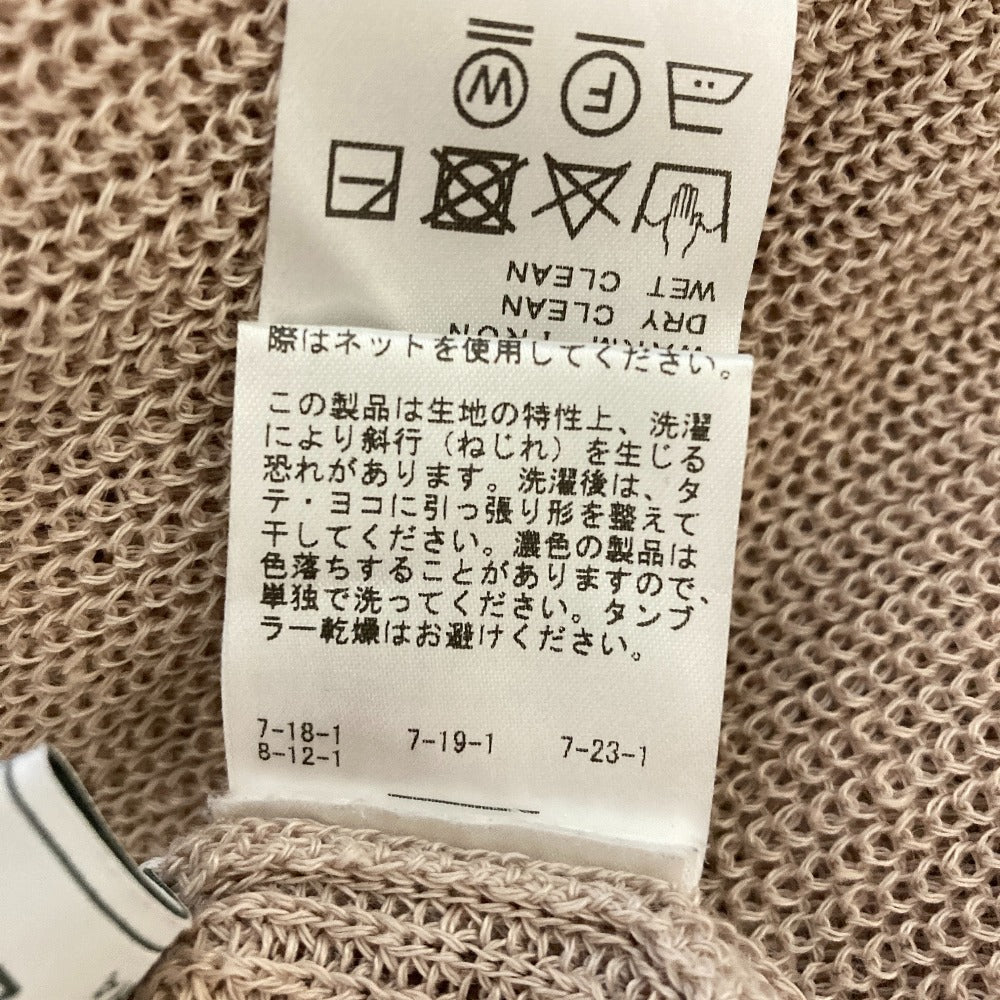 W
F
WET CLEAN
DRY CLEAN
際はネットを使用してください。
この製品は生地の特性上、洗濯
により斜行（ねじれ）を生じる
恐れがあります。洗濯後は、タ
テ・ヨコに引っ張り形を整えて
干してください。濃色の製品は
色落ちすることがありますので、
単独で洗ってください。タンブ
ラー乾燥はお避けください。
7-18-1 7-19-1 7-23-1
8-12-1